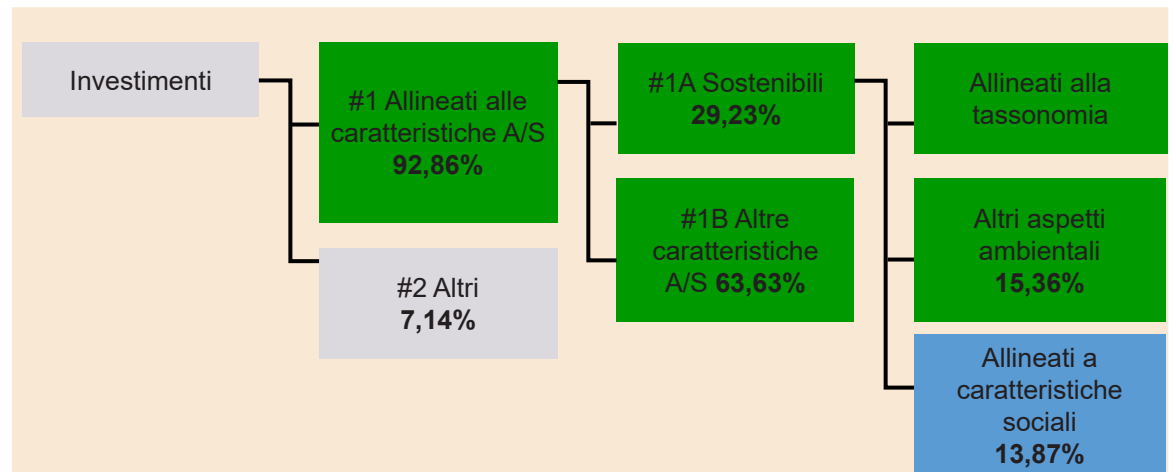 Investimenti
#1 Allineati alle
caratteristiche A/S
92,86%
#2 Altri
7,14%
#1A Sostenibili
29,23%
#1B Altre
caratteristiche
A/S 63,63%
Allineati alla
tassonomia
Altri aspetti
ambientali
15,36%
Allineati a
caratteristiche
sociali
13,87%